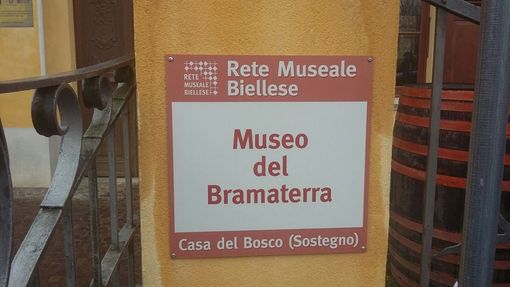 RETE
MUSEALE
BIELLESE
Rete Museale
Biellese
Museo
del
Bramaterra
Casa del Bosco (Sostegno)